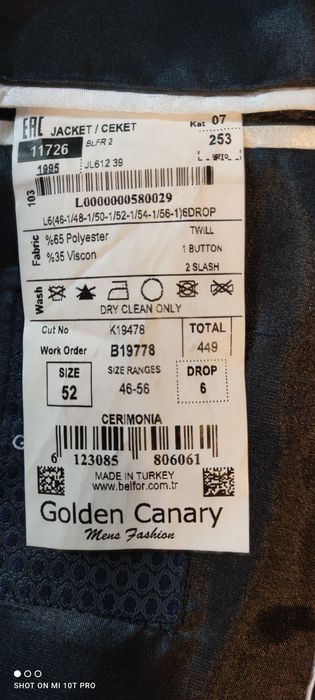 EAC JACKET / CEKET Kat 07
11726 BLFR 2 253
1995 JL612 39
103
L0000000580029
L6(46-1/48-1/50-1/52-1/54-1/56-1)6DROP
Fabric %65 Polyester TWILL
%35 Viscon 1 BUTTON
2 SLASH
Wash
DRY CLEAN ONLY
Cut No K19478 TOTAL
Work Order B19778 449
SIZE SIZE RANGES DROP
52 46-56 6
CERIMONIA
6 123085 806061
MADE IN TURKEY
www.belfor.com.tr
Golden Canary
Mens Fashion
G
SHOT ON MI 10T PRO